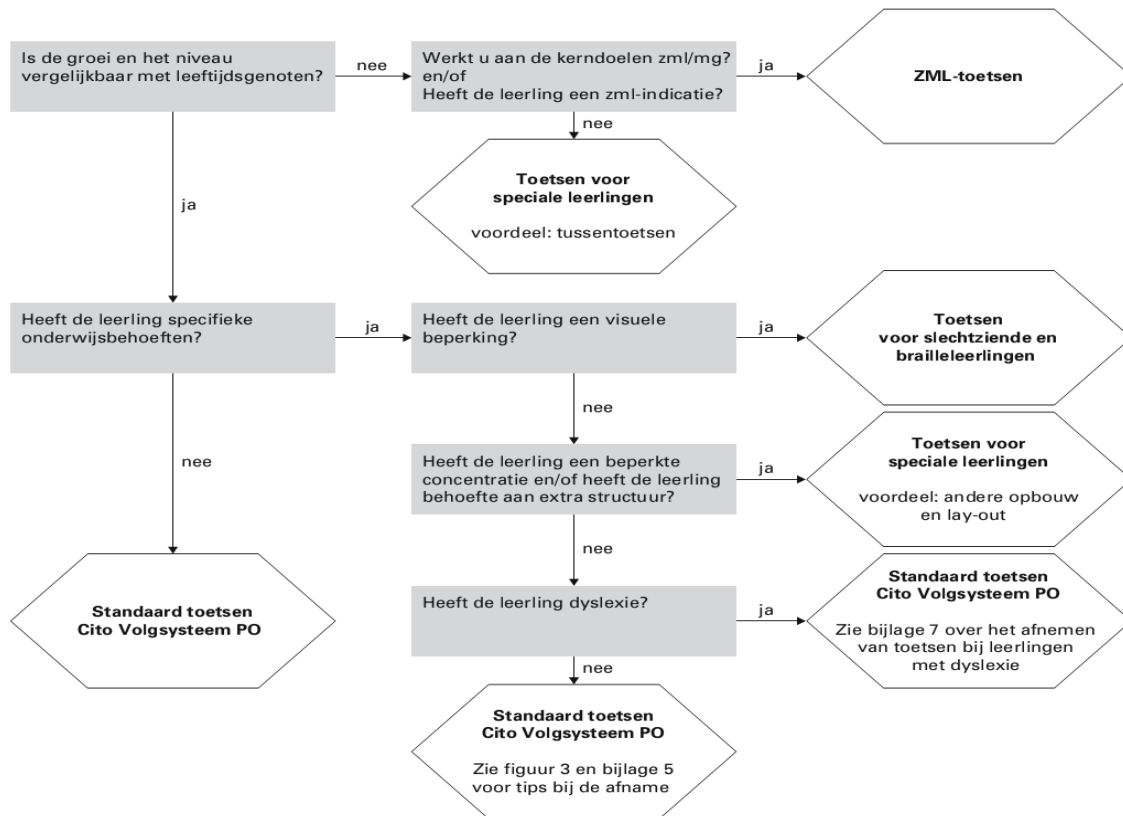 Is de groei en het niveau
vergelijkbaar met leeftijdsgenoten?
nee
Werkt u aan de kerndoelen zml/mg?
en/of
Heeft de leerling een zml-indicatie?
ja
ZML-toetsen
nee
Toetsen voor
speciale leerlingen
voordeel: tussentoetsen
ja
Heeft de leerling specifieke
onderwijsbehoeften?
ja
Heeft de leerling een visuele
beperking?
ja
Toetsen
voor slechtziende en
brailleleerlingen
nee
nee
Heeft de leerling een beperkte
concentratie en/of heeft de leerling
behoefte aan extra structuur?
ja
Toetsen voor
speciale leerlingen
voordeel: andere opbouw
en lay-out
nee
Standaard toetsen
Cito Volgsysteem PO
Heeft de leerling dyslexie?
ja
Standaard toetsen
Cito Volgsysteem PO
Zie bijlage 7 over het afnemen
van toetsen bij leerlingen
met dyslexie
nee
Standaard toetsen
Cito Volgsysteem PO
Zie figuur 3 en bijlage 5
voor tips bij de afname